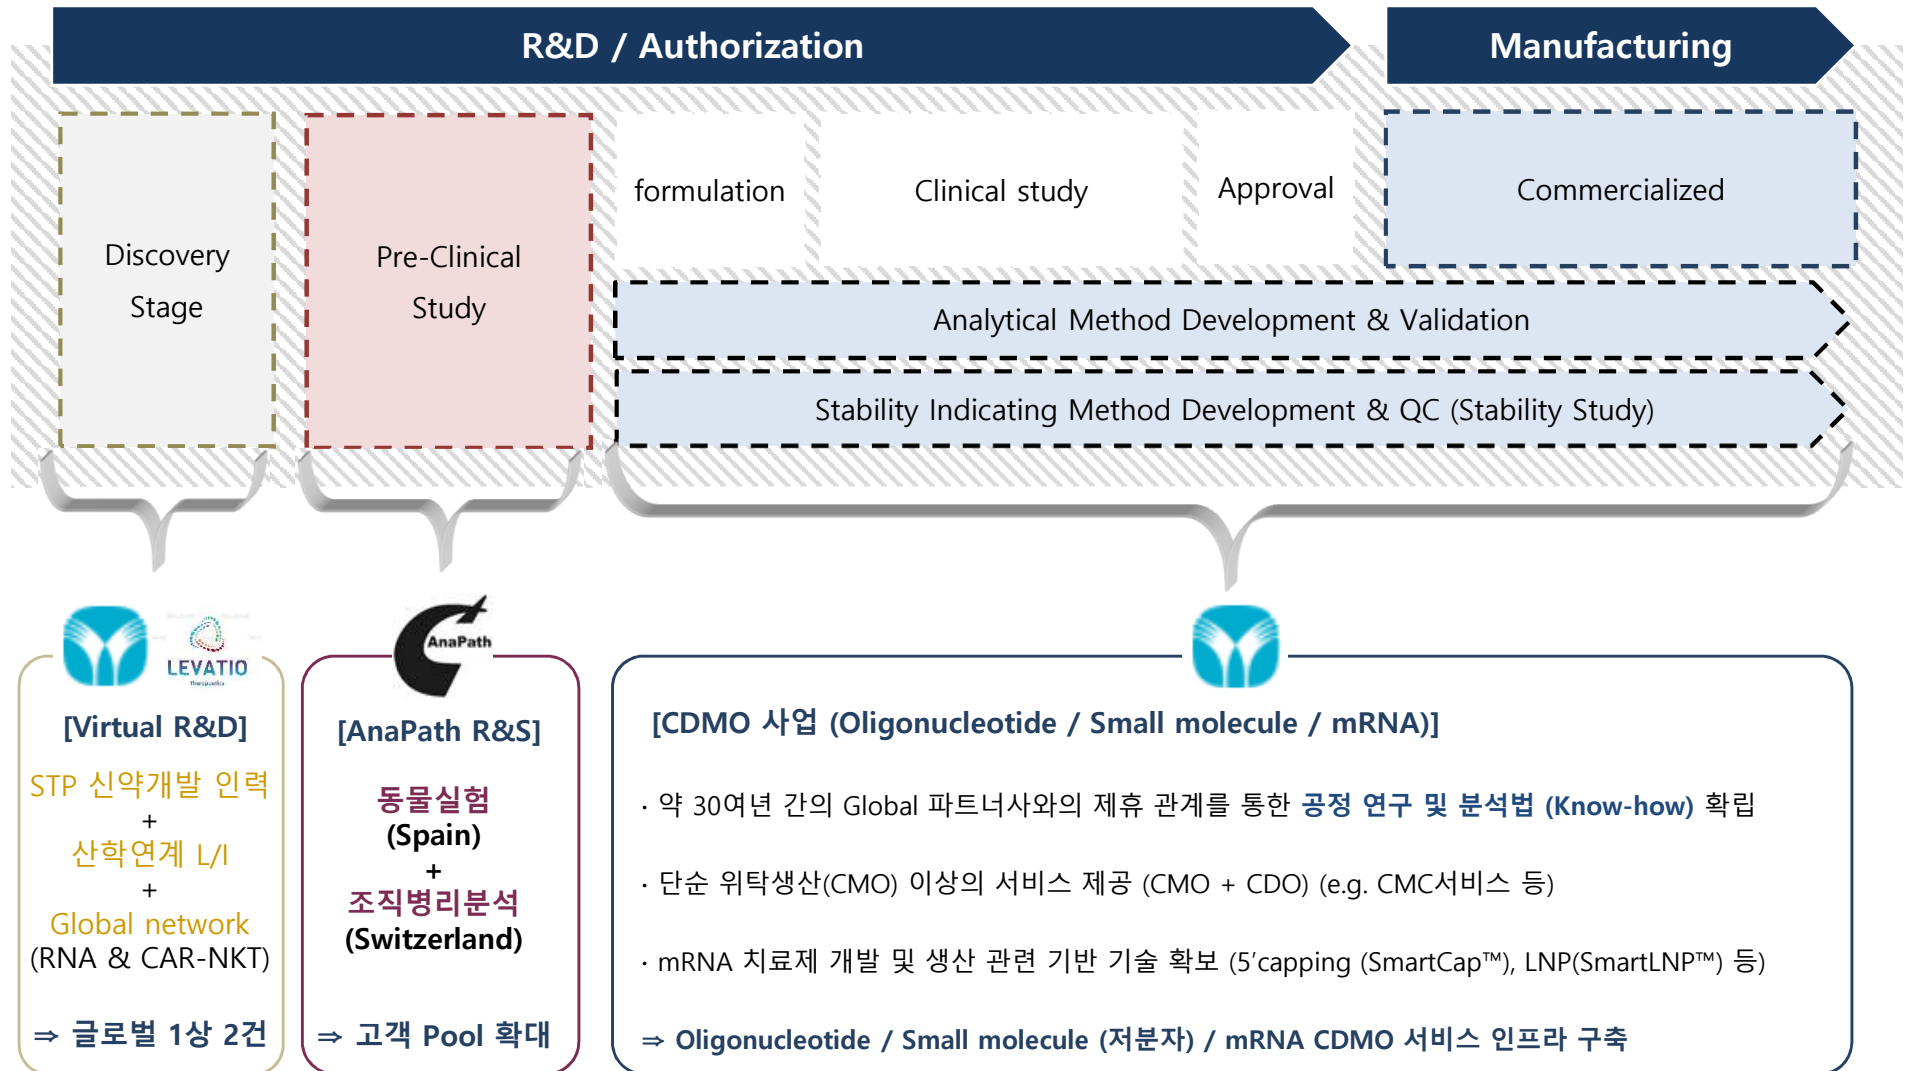 R&D / Authorization
Manufacturing
Discovery
Stage
Pre-Clinical
Study
formulation
Clinical study
Approval
Commercialized
Analytical Method Development & Validation
Stability Indicating Method Development & QC (Stability Study)
LEVATIO
Therapeutics
AnaPath
[Virtual R&D]
STP 신약개발 인력
+
산학연계 L/I
+
Global network
(RNA & CAR-NKT)
⇒ 글로벌 1상 2건
[AnaPath R&S]
동물실험
(Spain)
+
조직병리분석
(Switzerland)
⇒ 고객 Pool 확대
[CDMO 사업 (Oligonucleotide / Small molecule / mRNA)]
· 약 30여년 간의 Global 파트너사와의 제휴 관계를 통한 공정 연구 및 분석법 (Know-how) 확립
· 단순 위탁생산(CMO) 이상의 서비스 제공 (CMO + CDO) (e.g. CMC서비스 등)
· mRNA 치료제 개발 및 생산 관련 기반 기술 확보 (5’capping (SmartCap™), LNP(SmartLNP™) 등)
⇒ Oligonucleotide / Small molecule (저분자) / mRNA CDMO 서비스 인프라 구축